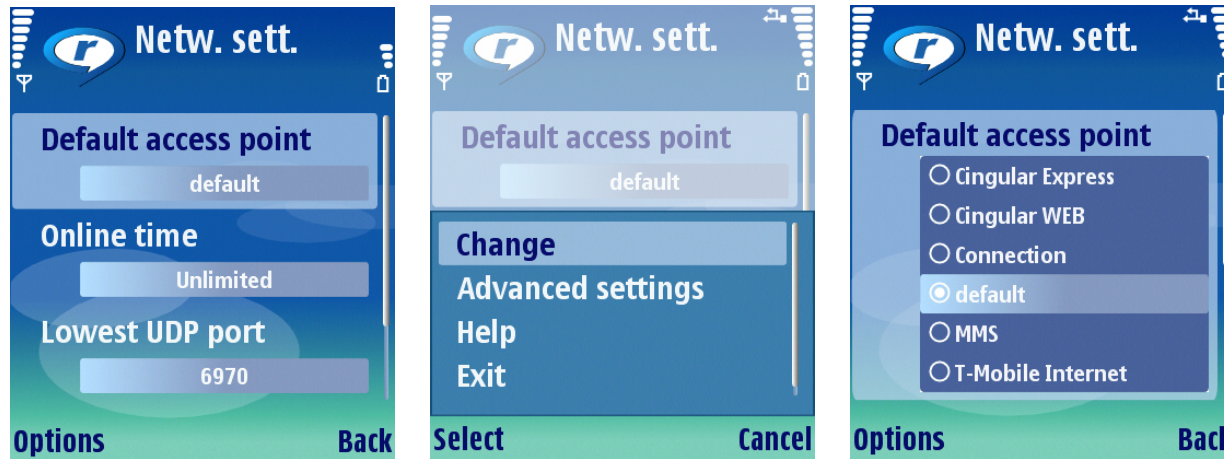 Netw. sett.
Default access point
default
Online time
Unlimited
Lowest UDP port
6970
Options Back
Netw. sett.
Default access point
default
Change
Advanced settings
Help
Exit
Select Cancel
Netw. sett.
Default access point
Cingular Express
Cingular WEB
Connection
default
MMS
T-Mobile Internet
Options Back